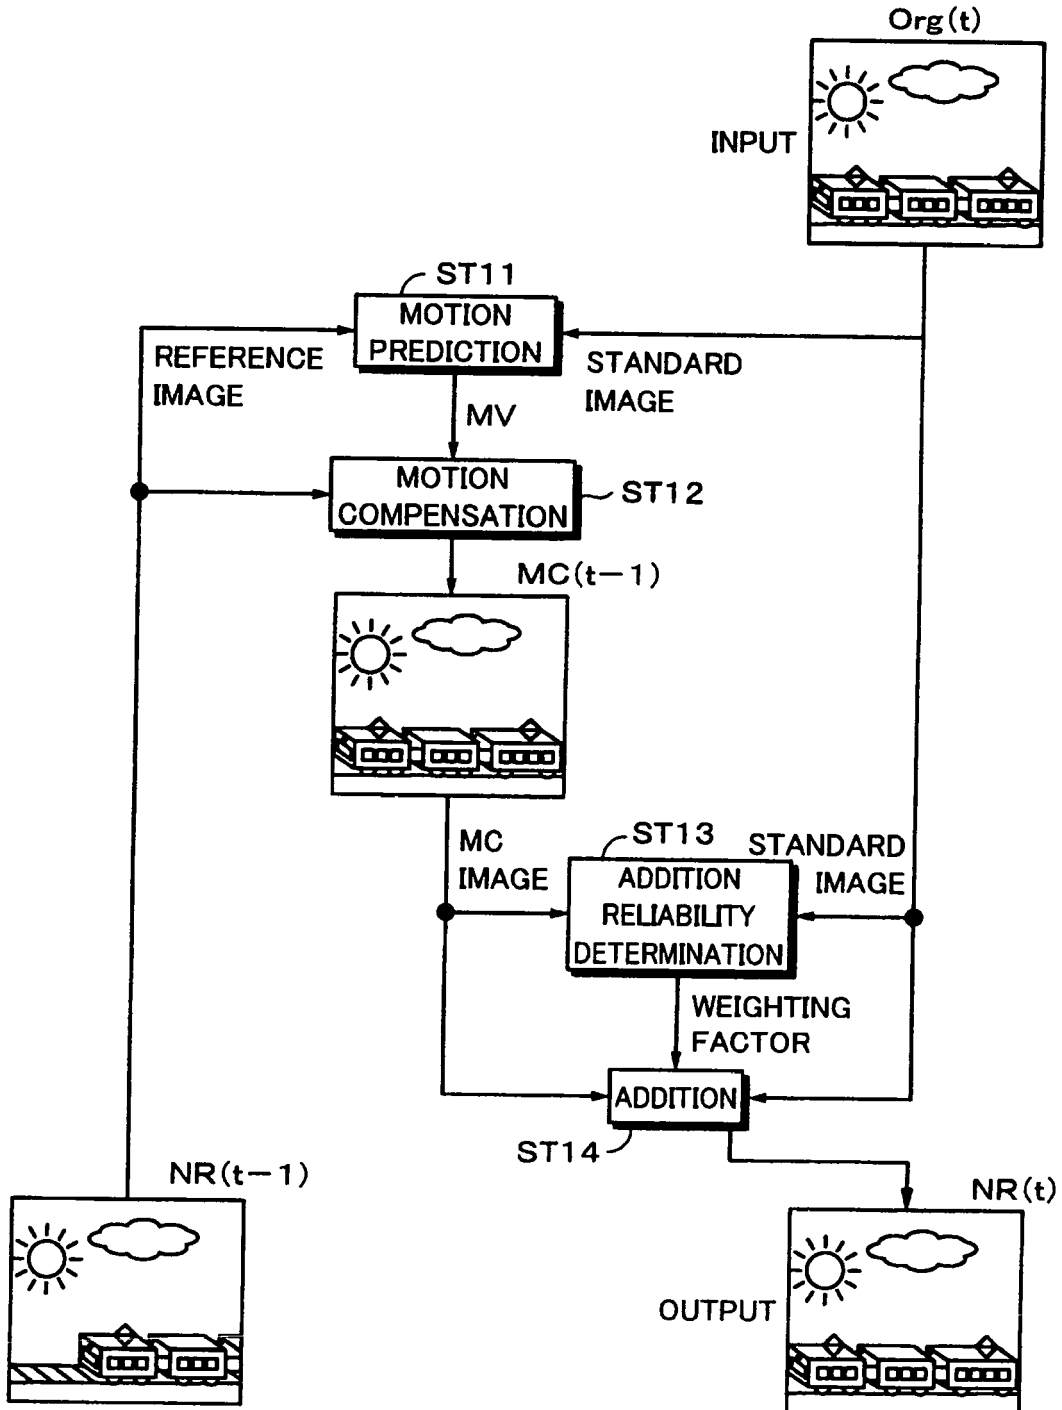 Org(t)
INPUT
ST11
MOTION
PREDICTION
REFERENCE
IMAGE
STANDARD
IMAGE
MV
MOTION
COMPENSATION
ST12
MC(t-1)
MC
IMAGE
ST13
STANDARD
IMAGE
ADDITION
RELIABILITY
DETERMINATION
WEIGHTING
FACTOR
ADDITION
ST14
NR(t-1)
NR(t)
OUTPUT